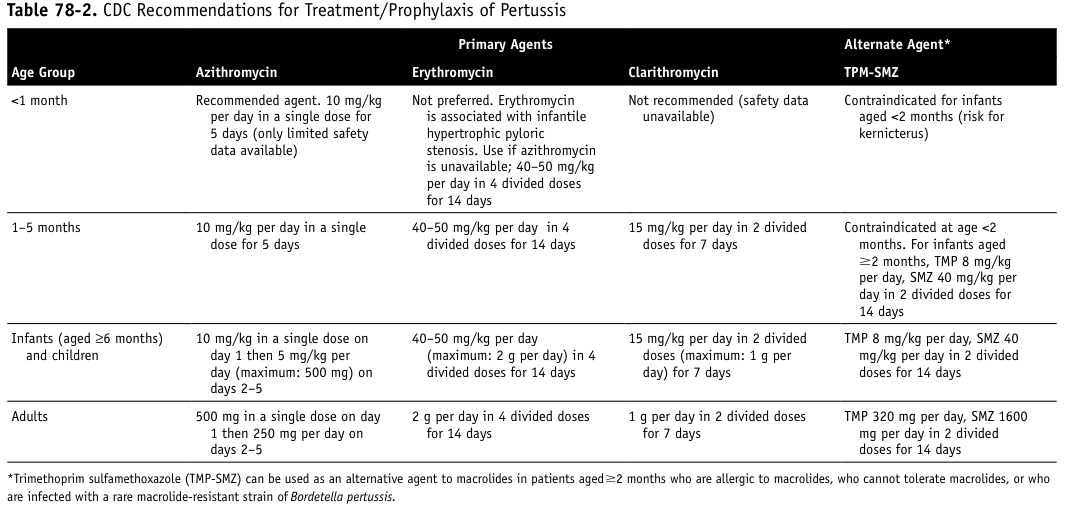 Table 78-2. CDC Recommendations for Treatment/Prophylaxis of Pertussis
Primary Agents
Alternate Agent*
Age Group
Azithromycin
Erythromycin
Clarithromycin
TPM-SMZ
<1 month
Recommended agent. 10 mg/kg
per day in a single dose for
5 days (only limited safety
data available)
Not preferred. Erythromycin
is associated with infantile
hypertrophic pyloric
stenosis. Use if azithromycin
is unavailable; 40–50 mg/kg
per day in 4 divided doses
for 14 days
Not recommended (safety data
unavailable)
Contraindicated for infants
aged <2 months (risk for
kernicterus)
1–5 months
10 mg/kg per day in a single
dose for 5 days
40–50 mg/kg per day in 4
divided doses for 14 days
15 mg/kg per day in 2 divided
doses for 7 days
Contraindicated at age <2
months. For infants aged
≥2 months, TMP 8 mg/kg
per day, SMZ 40 mg/kg per
day in 2 divided doses for
14 days
Infants (aged ≥6 months)
and children
10 mg/kg in a single dose on
day 1 then 5 mg/kg per
day (maximum: 500 mg) on
days 2–5
40–50 mg/kg per day
(maximum: 2 g per day) in 4
divided doses for 14 days
15 mg/kg per day in 2 divided
doses (maximum: 1 g per
day) for 7 days
TMP 8 mg/kg per day, SMZ 40
mg/kg per day in 2 divided
doses for 14 days
Adults
500 mg in a single dose on day
1 then 250 mg per day on
days 2–5
2 g per day in 4 divided doses
for 14 days
1 g per day in 2 divided doses
for 7 days
TMP 320 mg per day, SMZ 1600
mg per day in 2 divided
doses for 14 days
*Trimethoprim sulfamethoxazole (TMP-SMZ) can be used as an alternative agent to macrolides in patients aged≥2 months who are allergic to macrolides, who cannot tolerate macrolides, or who
are infected with a rare macrolide-resistant strain of Bordetella pertussis.